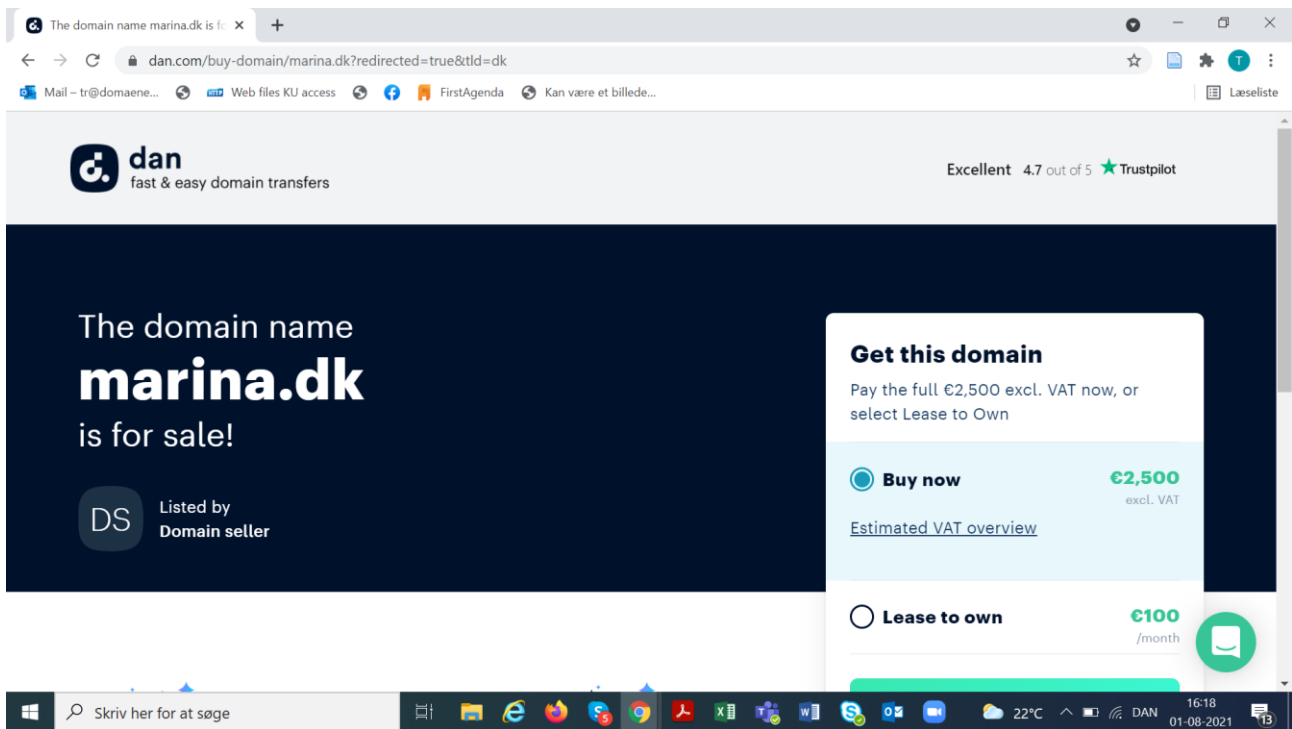 The domain name marina.dk is fo
dan.com/buy-domain/marina.dk?redirected=true&tld=dk
T
Mail – tr@domaene...
Web files KU access
FirstAgenda
Kan være et billede...
Læseliste
d.
dan
fast & easy domain transfers
Excellent 4.7 out of 5 Trustpilot
The domain name
marina.dk
is for sale!
DS
Listed by
Domain seller
Get this domain
Pay the full €2,500 excl. VAT now, or
select Lease to Own
Buy now €2,500
excl. VAT
Estimated VAT overview
Lease to own €100
/month
Skriv her for at søge
22°C
DAN
16:18
01-08-2021
13